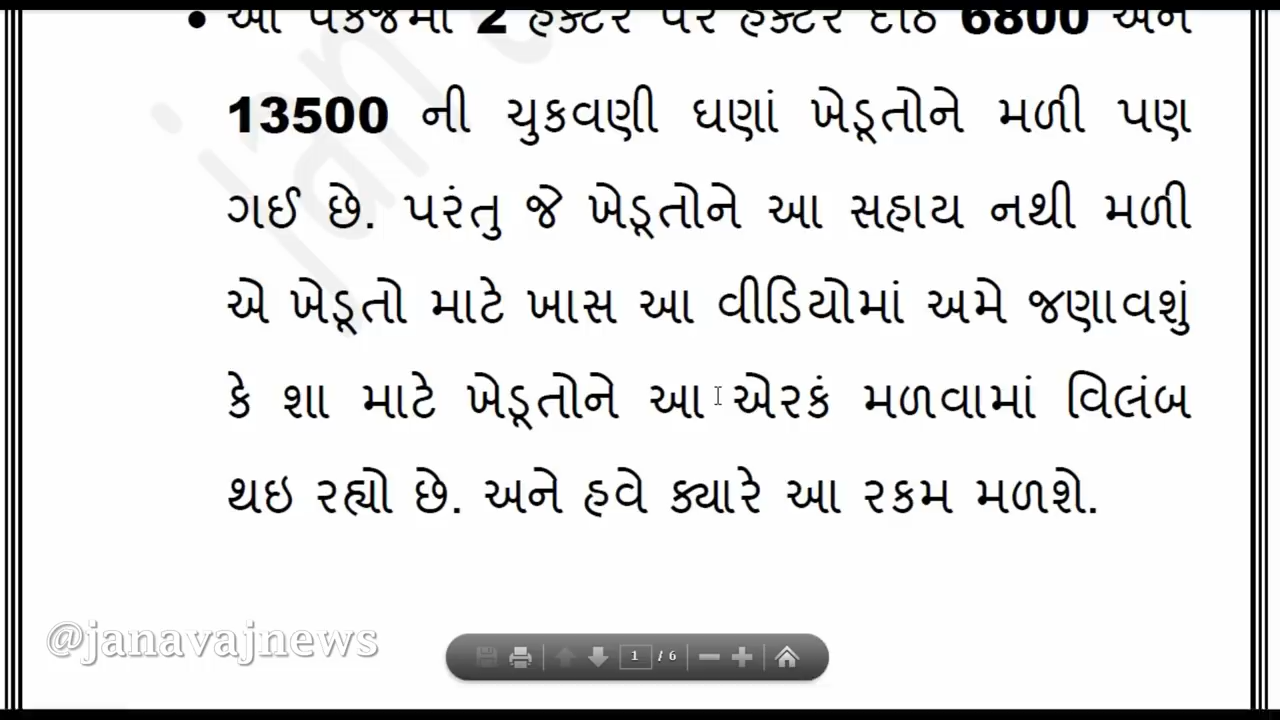 આ પેકેજમાં 2 હેક્ટર પર હેક્ટર દીઠ 6800 અને
13500 ની ચુકવણી ઘણાં ખેડૂતોને મળી પણ
ગઈ છે. પરંતુ જે ખેડૂતોને આ સહાય નથી મળી
એ ખેડૂતો માટે ખાસ આ વીડિયોમાં અમે જણાવશું
કે શા માટે ખેડૂતોને આ એરકં મળવામાં વિલંબ
થઇ રહ્યો છે. અને હવે ક્યારે આ રકમ મળશે.
@janavajnews
1 / 6